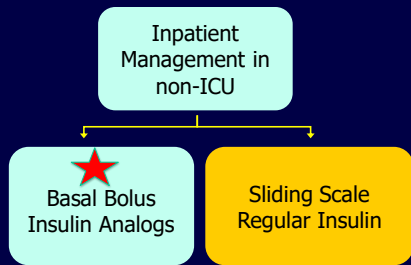 Inpatient
Management in
non-ICU
Basal Bolus
Insulin Analogs
Sliding Scale
Regular Insulin